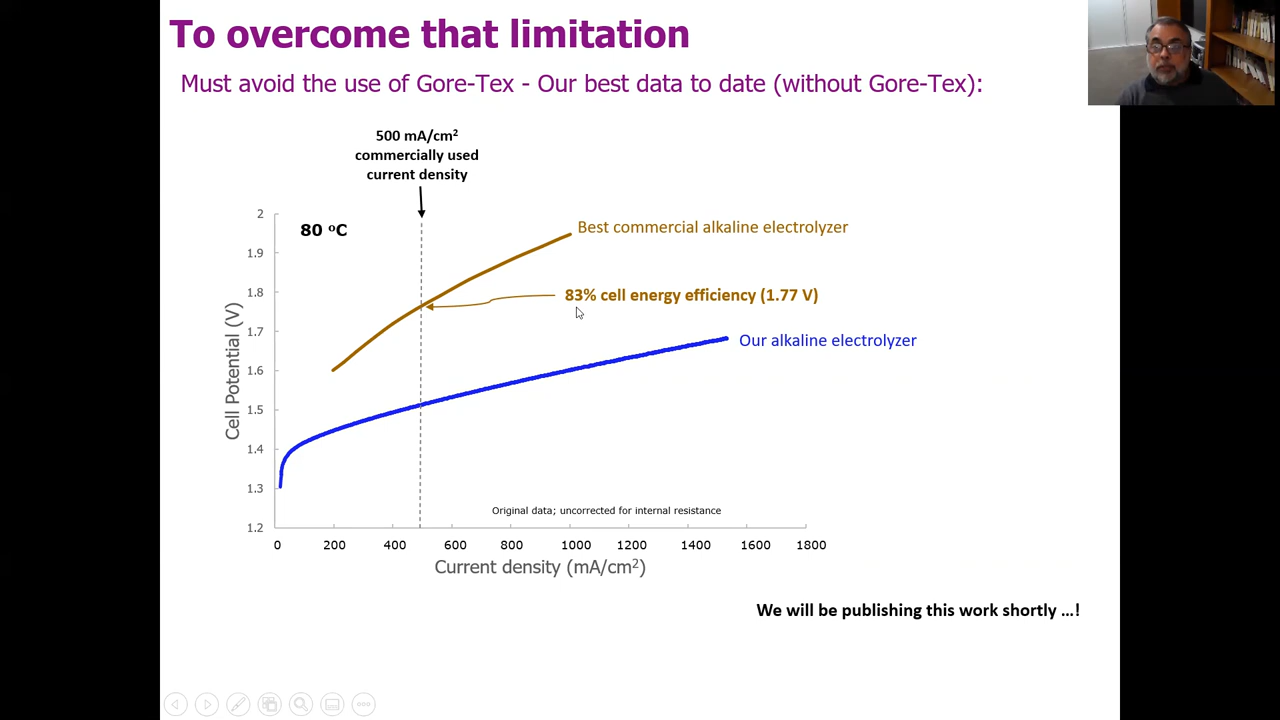 To overcome that limitation
Must avoid the use of Gore-Tex - Our best data to date (without Gore-Tex):
500 mA/cm²
commercially used
current density
80 ºC
Best commercial alkaline electrolyzer
83% cell energy efficiency (1.77 V)
Our alkaline electrolyzer
Cell Potential (V)
2
1.9
1.8
1.7
1.6
1.5
1.4
1.3
1.2
Original data; uncorrected for internal resistance
0 200 400 600 800 1000 1200 1400 1600 1800
Current density (mA/cm²)
We will be publishing this work shortly ...!